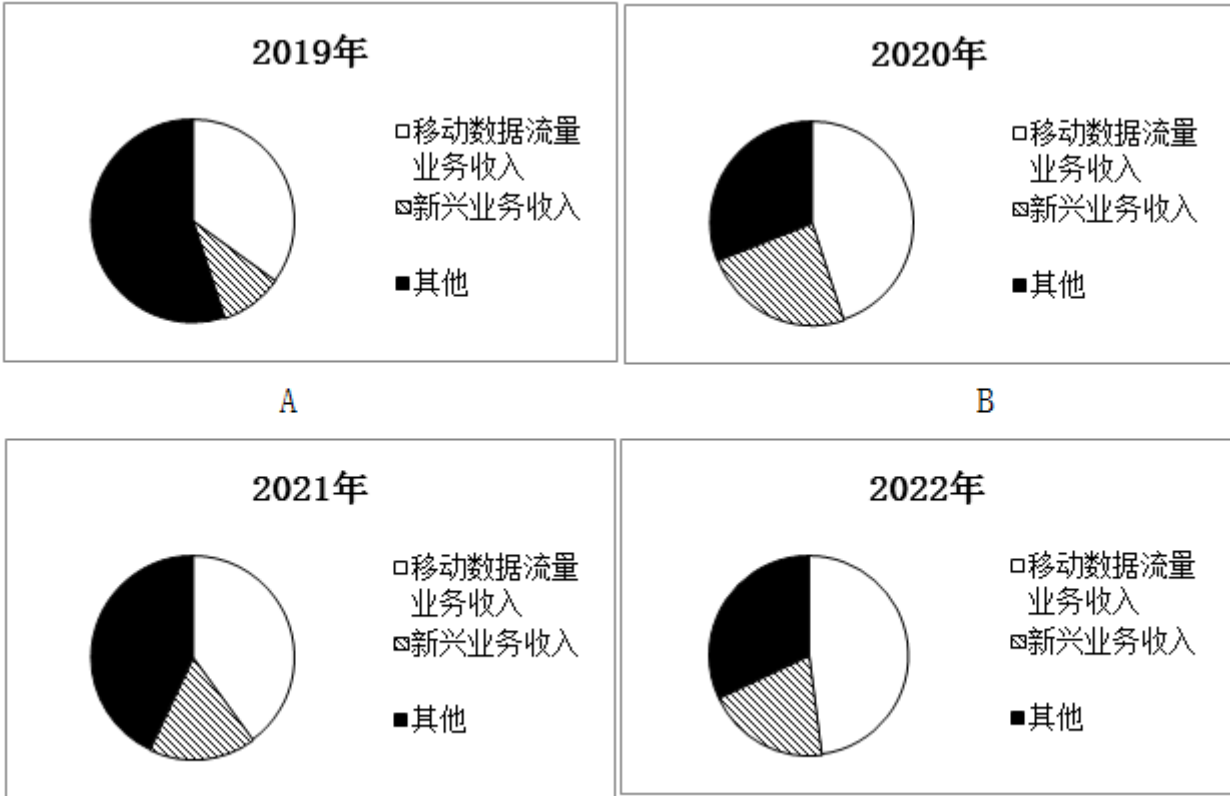 2019年
移动数据流量
业务收入
新兴业务收入
其他
2020年
移动数据流量
业务收入
新兴业务收入
其他
A
B
2021年
移动数据流量
业务收入
新兴业务收入
其他
2022年
移动数据流量
业务收入
新兴业务收入
其他